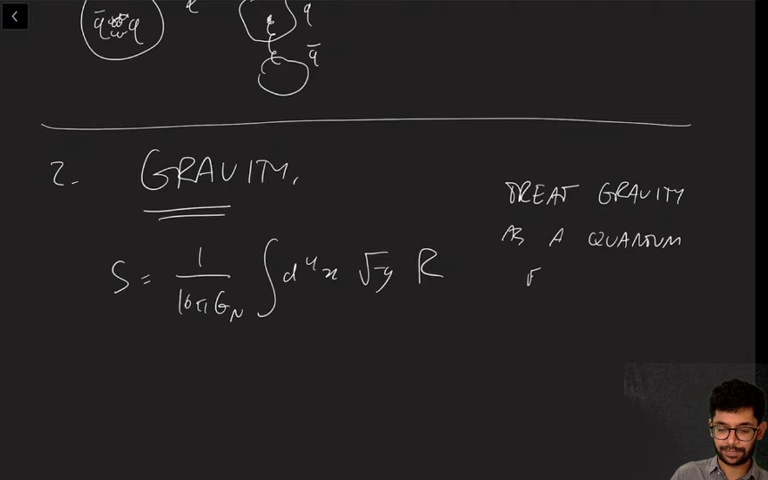 q̄ q q
q̄
2. GRAVITY.
S = 1/16πG_N ∫ d⁴x √-g R
TREAT GRAVITY
AS A QUANTUM
F